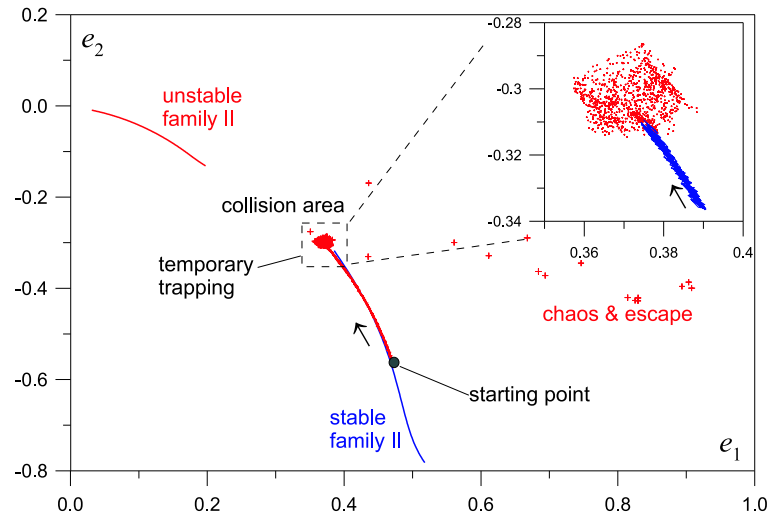 0.2
e2
0.0
-0.2
-0.4
-0.6
-0.8
0.0
0.2
0.4
0.6
0.8
1.0
e1
unstable
family II
collision area
temporary
trapping
stable
family II
starting point
chaos & escape
-0.28
-0.3
-0.32
-0.34
0.36
0.38
0.4